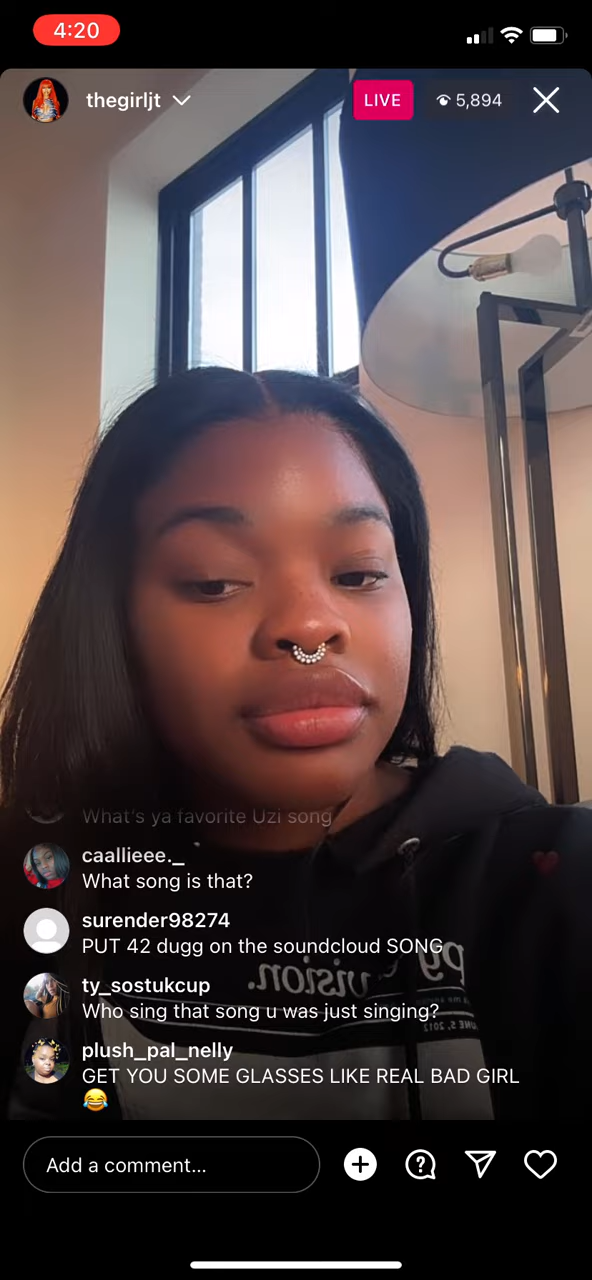 4:20
thegirljt
LIVE
5,894
What's ya favorite Uzi song
caallieee._
What song is that?
surender98274
PUT 42 dugg on the soundcloud SONG
vision.
ty_sostukcup
Who sing that song u was just singing?
plush_pal_nelly
GET YOU SOME GLASSES LIKE REAL BAD GIRL
😂
Add a comment...